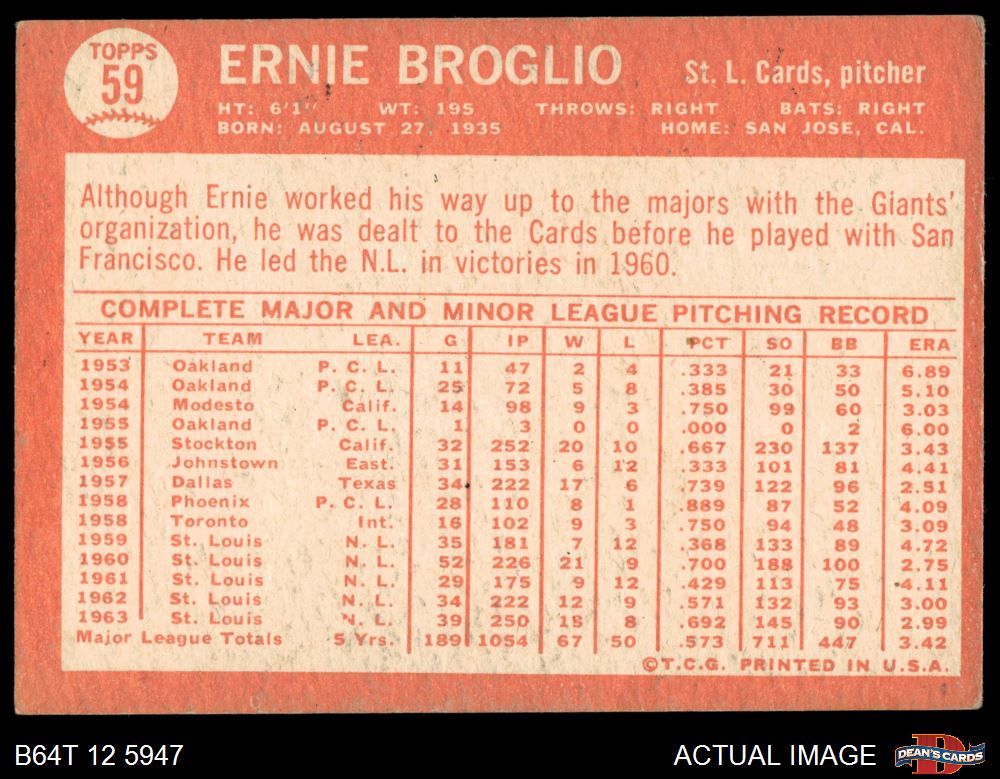 TOPPS
59
ERNIE BROGLIO St. L. Cards, pitcher
HT: 6'1" WT: 195 THROWS: RIGHT BATS: RIGHT
BORN: AUGUST 27, 1935 HOME: SAN JOSE, CAL.
Although Ernie worked his way up to the majors with the Giants'
organization, he was dealt to the Cards before he played with San
Francisco. He led the N.L. in victories in 1960.
COMPLETE MAJOR AND MINOR LEAGUE PITCHING RECORD
YEAR TEAM LEA. G IP W L PCT SO BB ERA
1953 Oakland P. C. L. 11 47 2 4 .333 21 33 6.89
1954 Oakland P. C. L. 25 72 5 8 .385 30 50 5.10
1954 Modesto Calif. 14 98 9 3 .750 99 60 3.03
1955 Oakland P. C. L. 1 3 0 0 .000 0 2 6.00
1955 Stockton Calif. 32 252 20 10 .667 230 137 3.43
1956 Johnstown East. 31 153 6 12 .333 101 81 4.41
1957 Dallas Texas 34 222 17 6 .739 122 96 2.51
1958 Phoenix P. C. L. 28 110 8 1 .889 87 52 4.09
1958 Toronto Int. 16 102 9 3 .750 94 48 3.09
1959 St. Louis N. L. 35 181 7 12 .368 133 89 4.72
1960 St. Louis N. L. 52 226 21 9 .700 188 100 2.75
1961 St. Louis N. L. 29 175 9 12 .429 113 75 4.11
1962 St. Louis N. L. 34 222 12 9 .571 132 93 3.00
1963 St. Louis N. L. 39 250 18 8 .692 145 90 2.99
Major League Totals 5 Yrs. 189 1054 67 50 .573 711 447 3.42
©T.C.G. PRINTED IN U.S.A.
B64T 12 5947 ACTUAL IMAGE DEAN'S CARDS